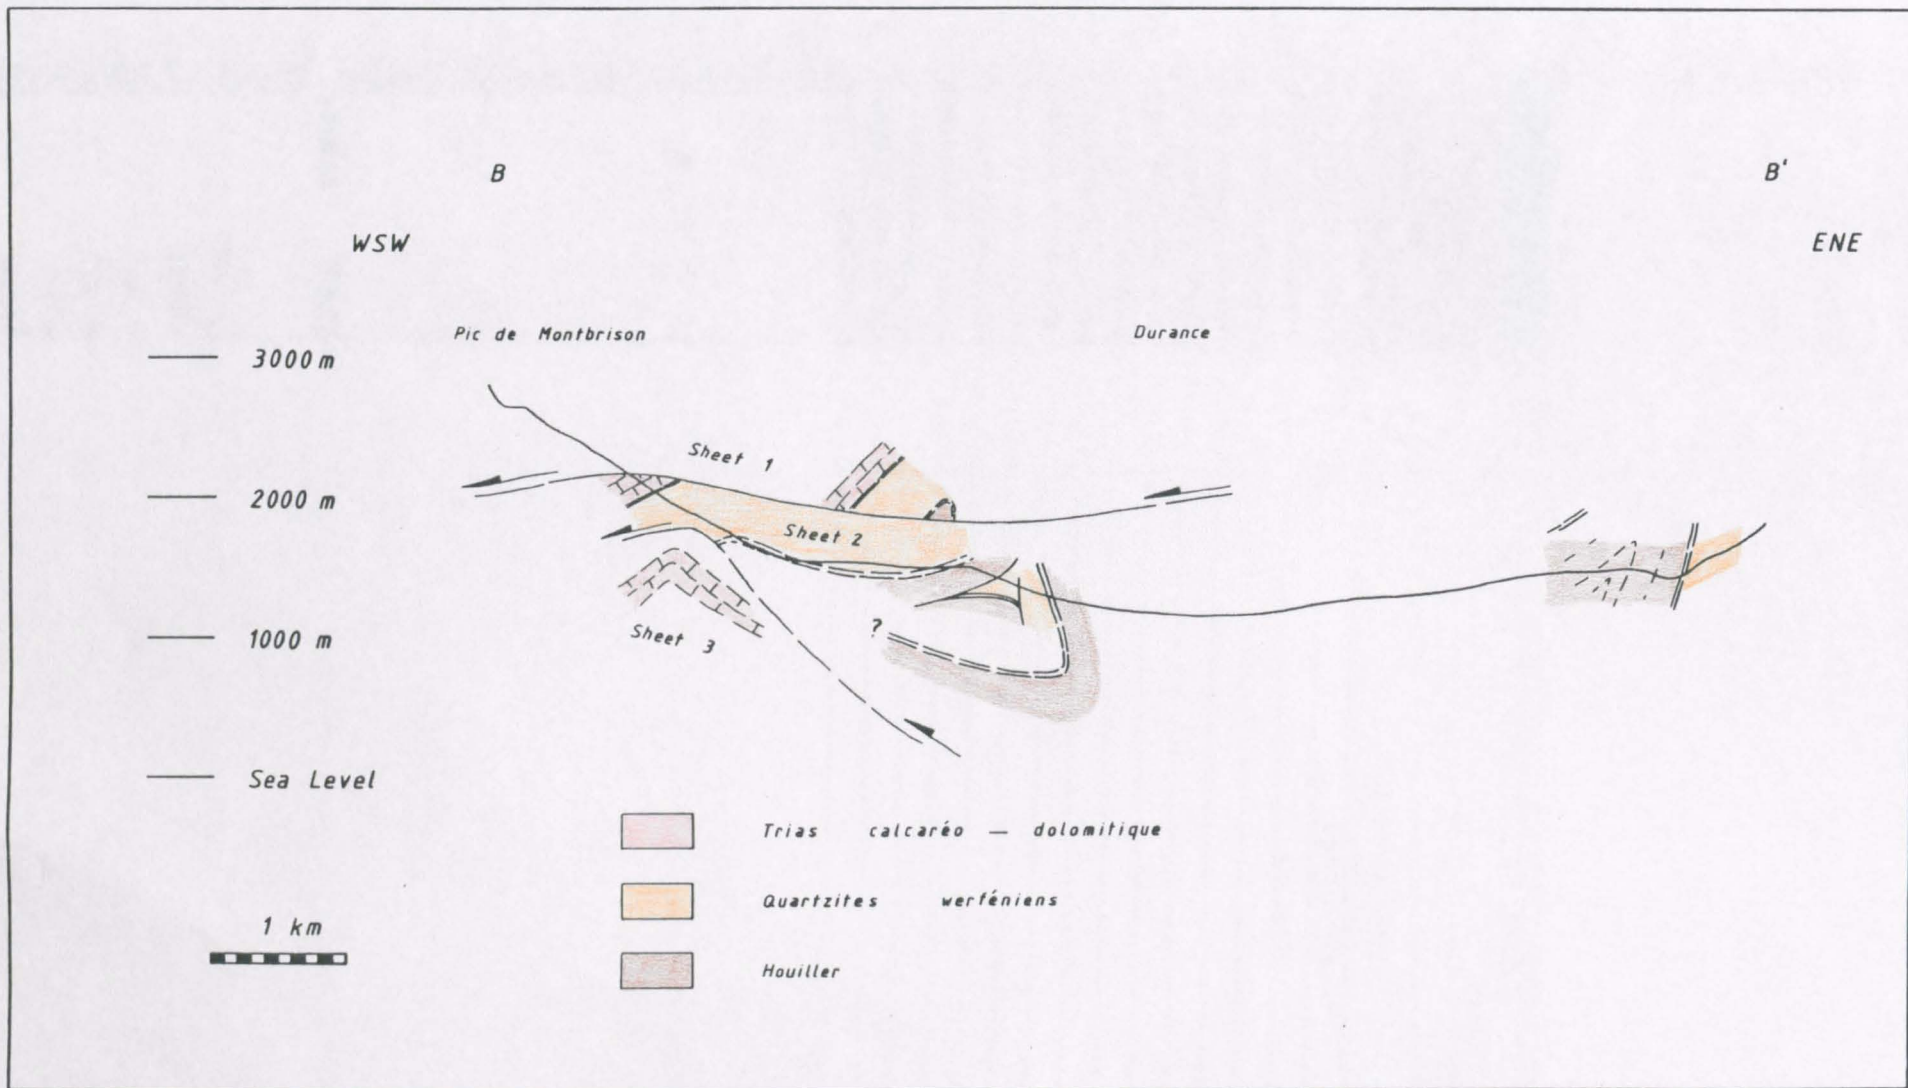 B
B'
WSW
ENE
Pic de Montbrison
Durance
3000 m
Sheet 1
2000 m
Sheet 2
?
1000 m
Sheet 3
Sea Level
Trias calcaréo — dolomitique
Quartzites werféniens
1 km
Houiller